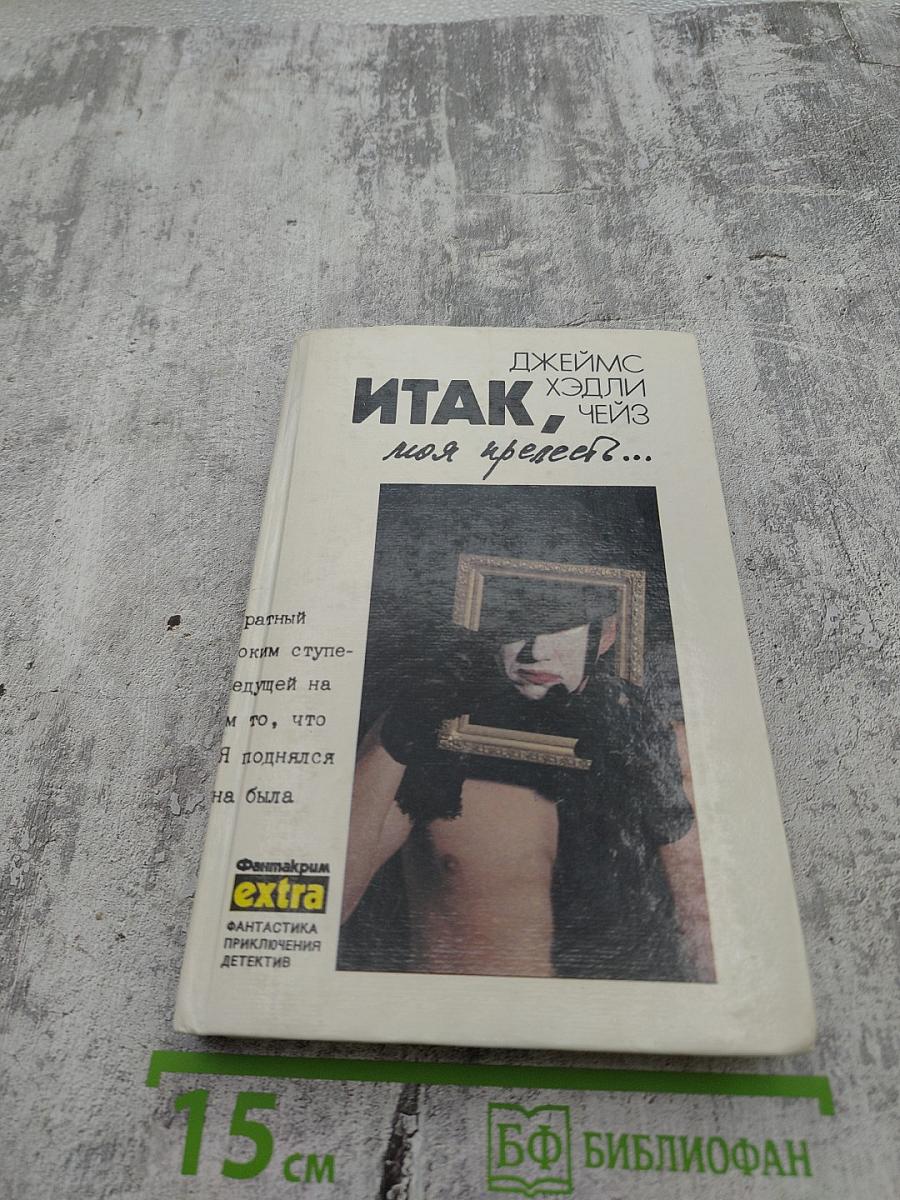 ДЖЕЙМС
ХЭДЛИ
ЧЕЙЗ
ИТАК,
моя прелесть...
ратный
оким ступе-
едущей на
м то, что
Я поднялся
на была
Фантакрим
extra
ФАНТАСТИКА
ПРИКЛЮЧЕНИЯ
ДЕТЕКТИВ
15 см
БФ БИБЛИОФАН